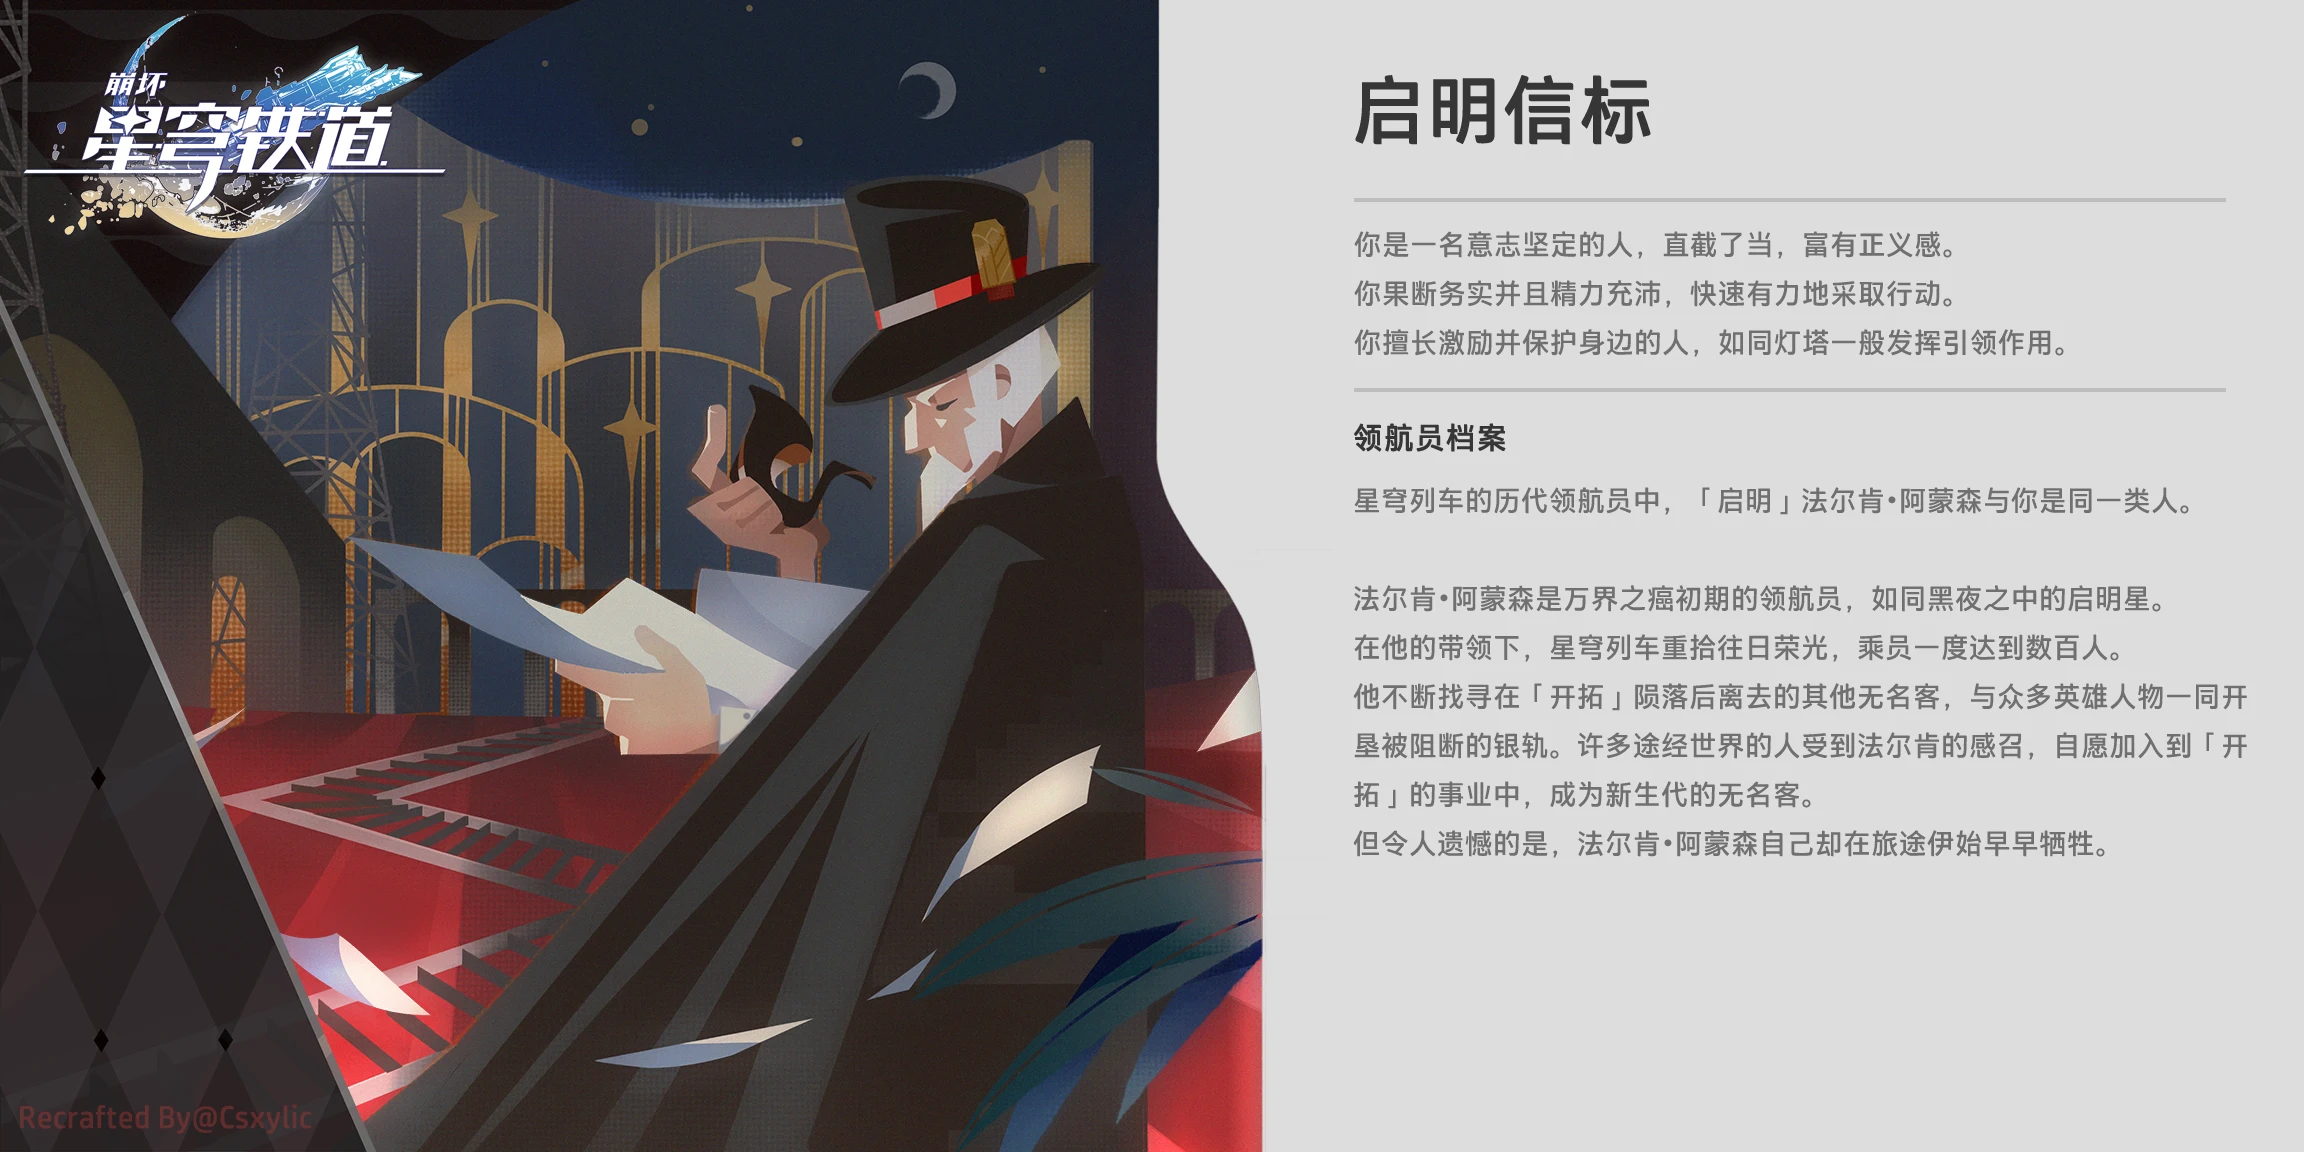 崩坏
星穹铁道
启明信标
你是一名意志坚定的人，直截了当，富有正义感。
你果断务实并且精力充沛，快速有力地采取行动。
你擅长激励并保护身边的人，如同灯塔一般发挥引领作用。
领航员档案
星穹列车的历代领航员中，「启明」法尔肯•阿蒙森与你是同一类人。
法尔肯•阿蒙森是万界之癌初期的领航员，如同黑夜之中的启明星。
在他的带领下，星穹列车重拾往日荣光，乘员一度达到数百人。
他不断找寻在「开拓」陨落后离去的其他无名客，与众多英雄人物一同开
垦被阻断的银轨。许多途经世界的人受到法尔肯的感召，自愿加入到「开
拓」的事业中，成为新生代的无名客。
但令人遗憾的是，法尔肯•阿蒙森自己却在旅途伊始早早牺牲。
Recrafted By@Csxylic